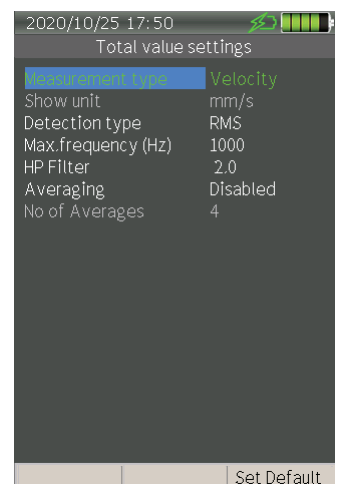 2020/10/25 17:50
Total value settings
Measurement type Velocity
Show unit mm/s
Detection type RMS
Max.frequency (Hz) 1000
HP Filter 2.0
Averaging Disabled
No of Averages 4
Set Default